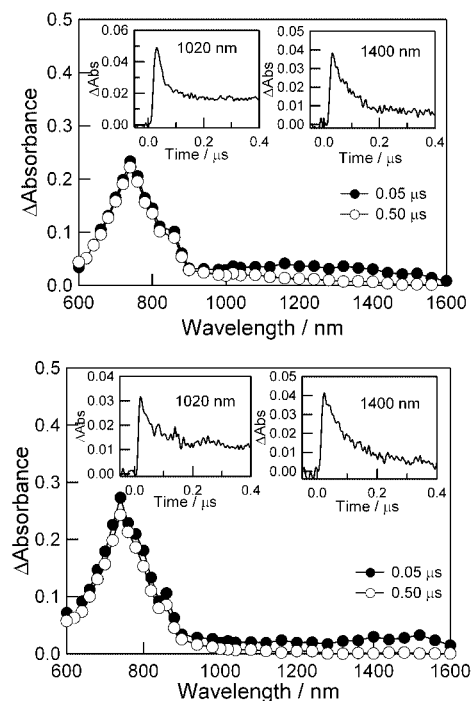 0.5
0.4
0.3
0.2
0.1
0.0
ΔAbsorbance
0.06
0.04
0.02
0.00
ΔAbs
1020 nm
0.0 0.2 0.4
Time / μs
0.05
0.04
0.03
0.02
0.01
0.00
ΔAbs
1400 nm
0.0 0.2 0.4
Time / μs
0.05 μs
0.50 μs
600 800 1000 1200 1400 1600
Wavelength / nm
0.5
0.4
0.3
0.2
0.1
0.0
ΔAbsorbance
0.04
0.03
0.02
0.01
0.00
ΔAbs
1020 nm
0.0 0.2 0.4
Time / μs
0.05
0.04
0.03
0.02
0.01
0.00
ΔAbs
1400 nm
0.0 0.2 0.4
Time / μs
0.05 μs
0.50 μs
600 800 1000 1200 1400 1600
Wavelength / nm